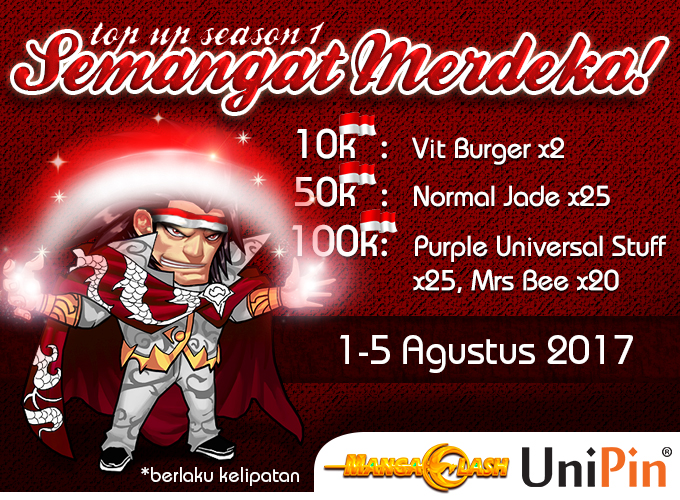 top up season 1
Semangat Merdeka!
10k : Vit Burger x2
50k : Normal Jade x25
100k: Purple Universal Stuff
x25, Mrs Bee x20
1-5 Agustus 2017
*berlaku kelipatan
MANGA CLASH
UniPin®